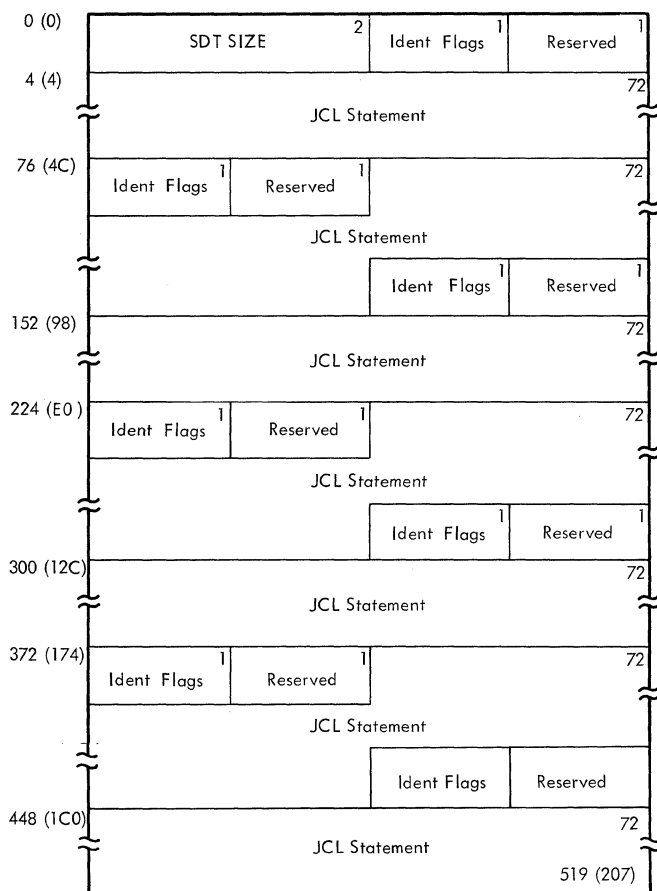 0 (0)
SDT SIZE 2 Ident Flags 1 Reserved 1
4 (4)
72
JCL Statement
76 (4C)
Ident Flags 1 Reserved 1 72
JCL Statement
Ident Flags 1 Reserved 1
152 (98)
72
JCL Statement
224 (E0)
Ident Flags 1 Reserved 1 72
JCL Statement
Ident Flags 1 Reserved 1
300 (12C)
72
JCL Statement
372 (174)
Ident Flags 1 Reserved 1 72
JCL Statement
Ident Flags Reserved
448 (1C0)
72
JCL Statement
519 (207)